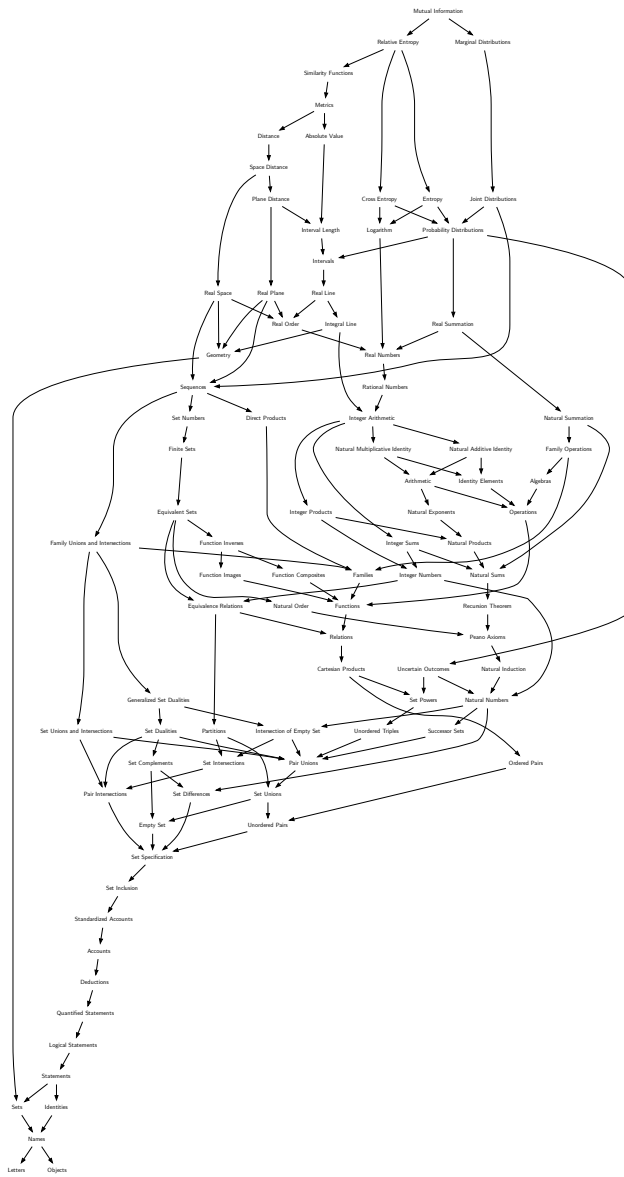 Mutual Information
Relative Entropy
Marginal Distributions
Similarity Functions
Metrics
Distance
Absolute Value
Space Distance
Plane Distance
Cross Entropy
Entropy
Joint Distributions
Interval Length
Logarithm
Probability Distributions
Intervals
Real Space
Real Plane
Real Line
Real Order
Integral Line
Real Summation
Geometry
Real Numbers
Sequences
Rational Numbers
Set Numbers
Direct Products
Integer Arithmetic
Natural Summation
Finite Sets
Natural Multiplicative Identity
Natural Additive Identity
Family Operations
Arithmetic
Identity Elements
Algebras
Equivalent Sets
Integer Products
Natural Exponents
Operations
Family Unions and Intersections
Function Inverses
Integer Sums
Natural Products
Function Images
Function Composites
Families
Integer Numbers
Natural Sums
Equivalence Relations
Natural Order
Functions
Recursion Theorem
Relations
Peano Axioms
Cartesian Products
Uncertain Outcomes
Natural Induction
Generalized Set Dualities
Set Powers
Natural Numbers
Set Unions and Intersections
Set Dualities
Partitions
Intersection of Empty Set
Unordered Triples
Successor Sets
Set Complements
Set Intersections
Pair Unions
Ordered Pairs
Pair Intersections
Set Differences
Set Unions
Empty Set
Unordered Pairs
Set Specification
Set Inclusion
Standardized Accounts
Accounts
Deductions
Quantified Statements
Logical Statements
Statements
Sets
Identities
Names
Letters
Objects